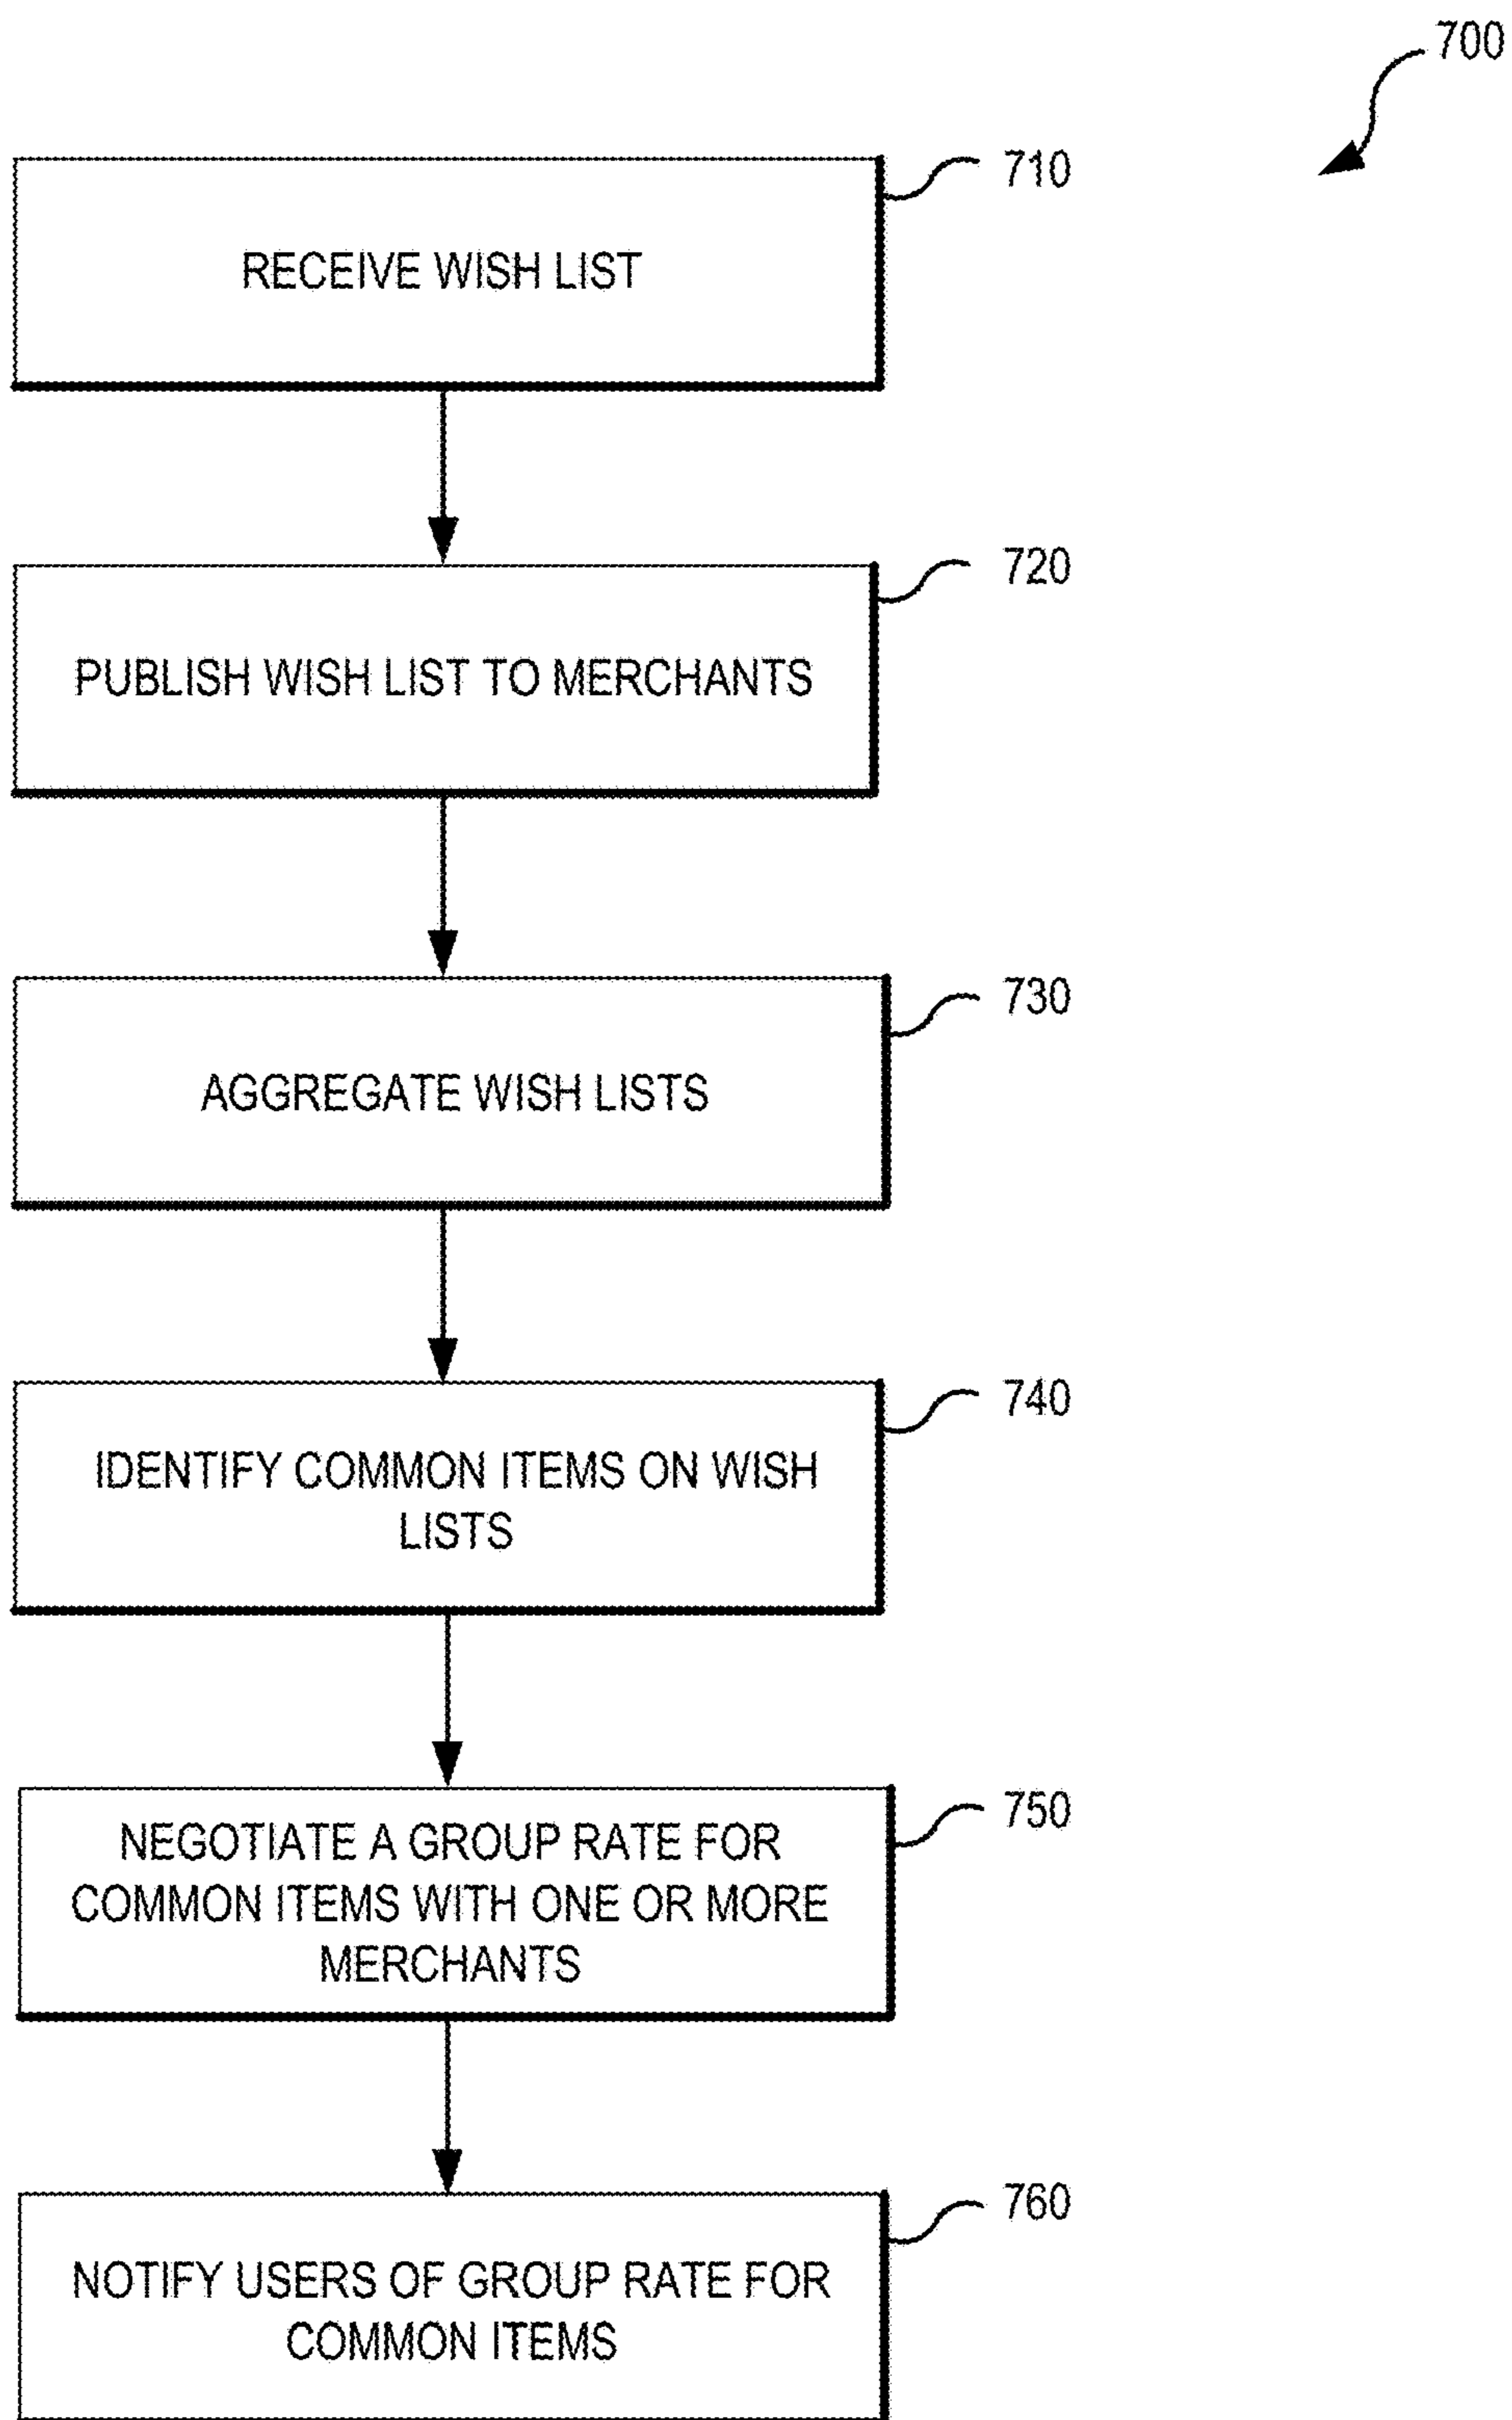 700
710
RECEIVE WISH LIST
720
PUBLISH WISH LIST TO MERCHANTS
730
AGGREGATE WISH LISTS
740
IDENTIFY COMMON ITEMS ON WISH
LISTS
750
NEGOTIATE A GROUP RATE FOR
COMMON ITEMS WITH ONE OR MORE
MERCHANTS
760
NOTIFY USERS OF GROUP RATE FOR
COMMON ITEMS